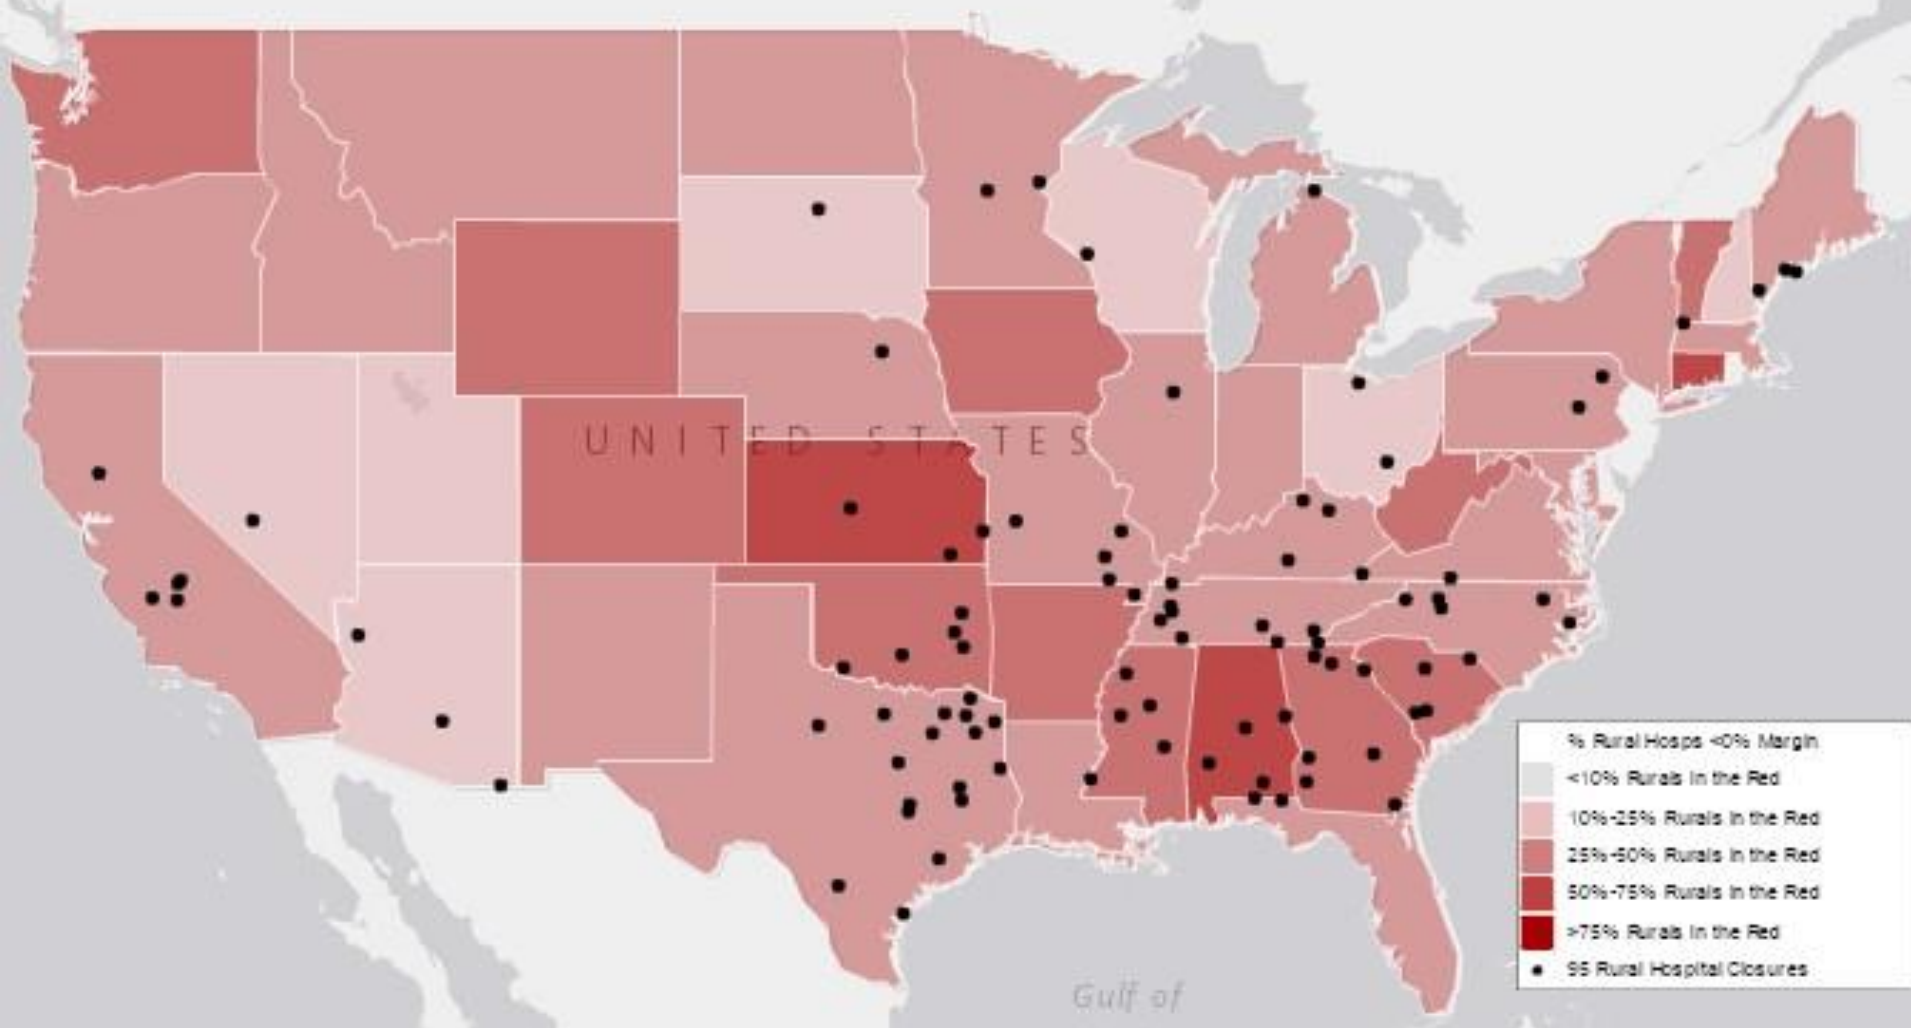 UNITED STATES
% Rural Hosps <0% Margin
<10% Rurals in the Red
10%-25% Rurals in the Red
25%-50% Rurals in the Red
50%-75% Rurals in the Red
>75% Rurals in the Red
95 Rural Hospital Closures
Gulf of